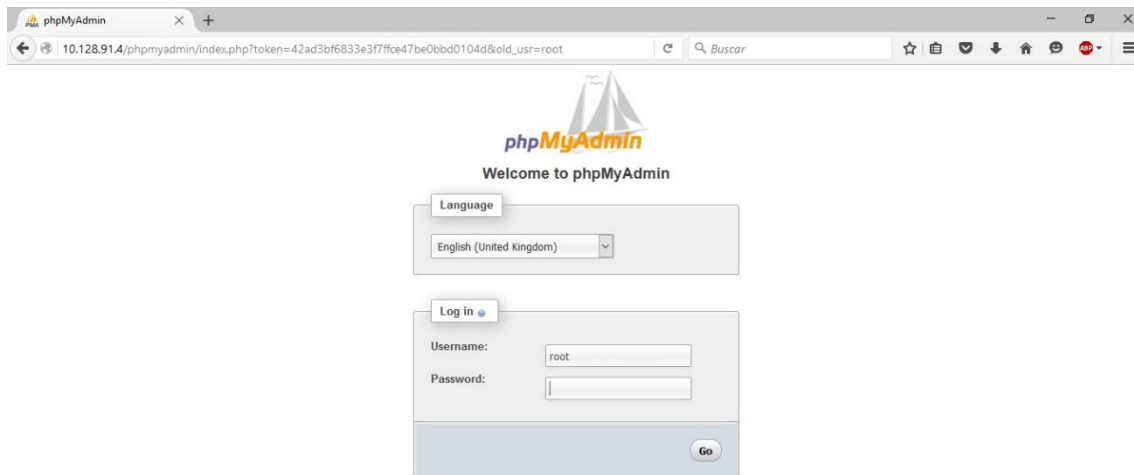 phpMyAdmin
10.128.91.4/phpmyadmin/index.php?token=42ad3bf6833e3f7ffce47be0bbd0104d&old_usr=root
Buscar
ABP
phpMyAdmin
Welcome to phpMyAdmin
Language
English (United Kingdom)
Log in
Username:
root
Password:
Go